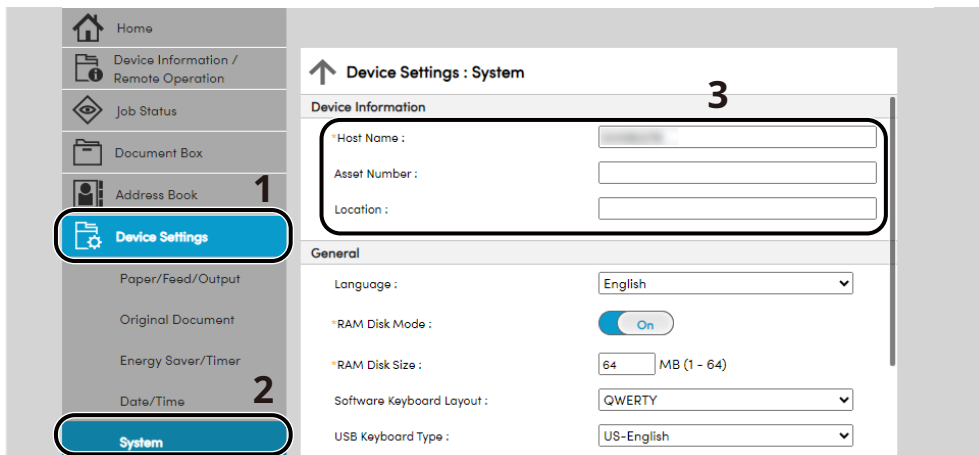 Home
Device Information /
Remote Operation
Job Status
Document Box
Address Book
1
Device Settings
Paper/Feed/Output
Original Document
Energy Saver/Timer
Date/Time
2
System
Device Settings : System
Device Information
3
*Host Name :
Asset Number :
Location :
General
Language : English
*RAM Disk Mode : On
*RAM Disk Size : 64 MB (1 - 64)
Software Keyboard Layout : QWERTY
USB Keyboard Type : US-English